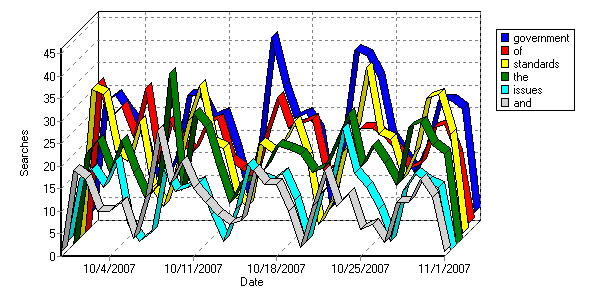 45
40
35
30
25
20
15
10
5
0
Searches
10/4/2007
10/11/2007
10/18/2007
10/25/2007
11/1/2007
Date
government
of
standards
the
issues
and